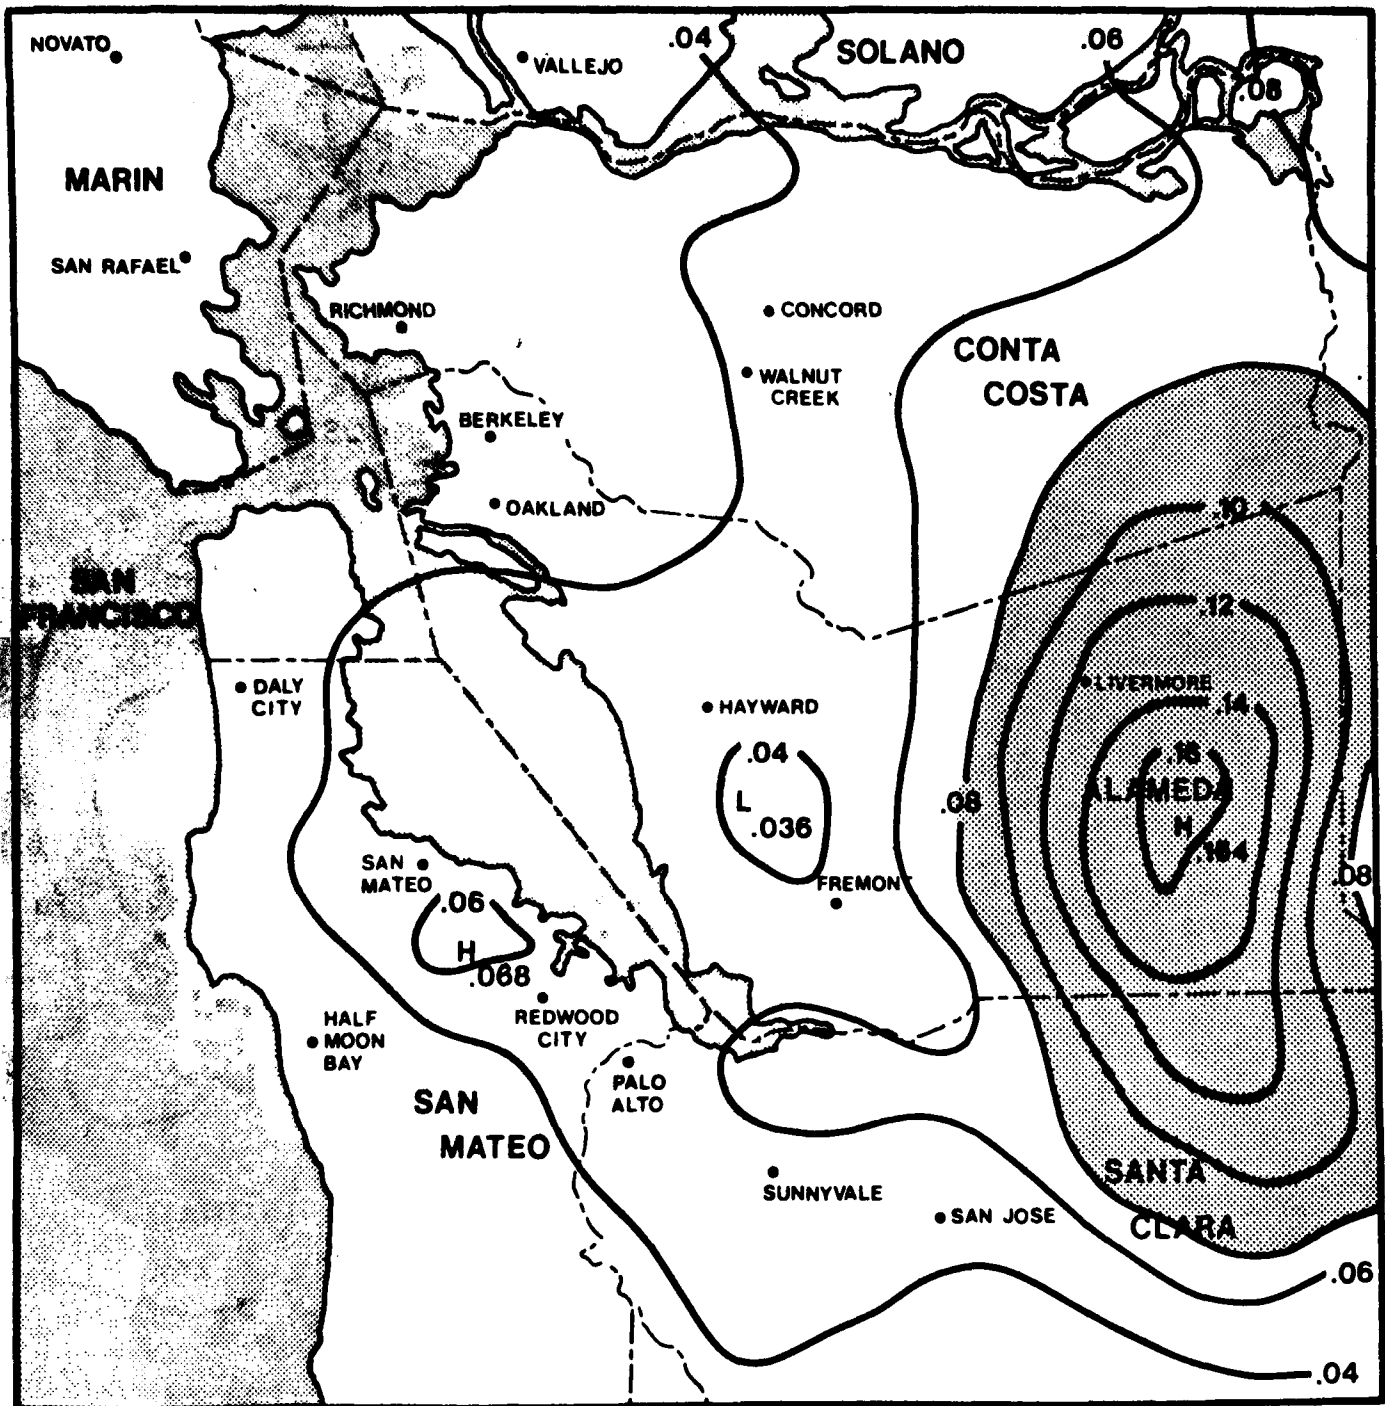 NOVATO
VALLEJO
.04
SOLANO
.06
.08
MARIN
SAN RAFAEL
RICHMOND
CONCORD
CONTA
COSTA
WALNUT
CREEK
BERKELEY
OAKLAND
.10
SAN
FRANCISCO
.12
LIVERMORE
DALY
CITY
HAYWARD
.14
.04
.16
L
.036
.08
ALAMEDA
H
.164
SAN
MATEO
FREMONT
.08
.06
H
.068
REDWOOD
CITY
HALF
MOON
BAY
PALO
ALTO
SAN
MATEO
SANTA
CLARA
SUNNYVALE
SAN JOSE
.06
.04